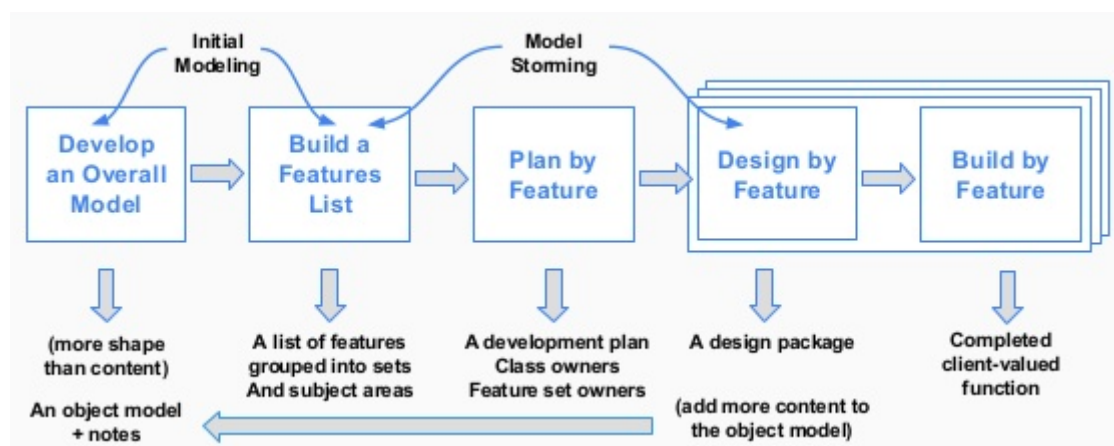 Initial
Modeling
Model
Storming
Develop
an Overall
Model
Build a
Features
List
Plan by
Feature
Design by
Feature
Build by
Feature
(more shape
than content)
An object model
+ notes
A list of features
grouped into sets
And subject areas
A development plan
Class owners
Feature set owners
A design package
(add more content to
the object model)
Completed
client-valued
function